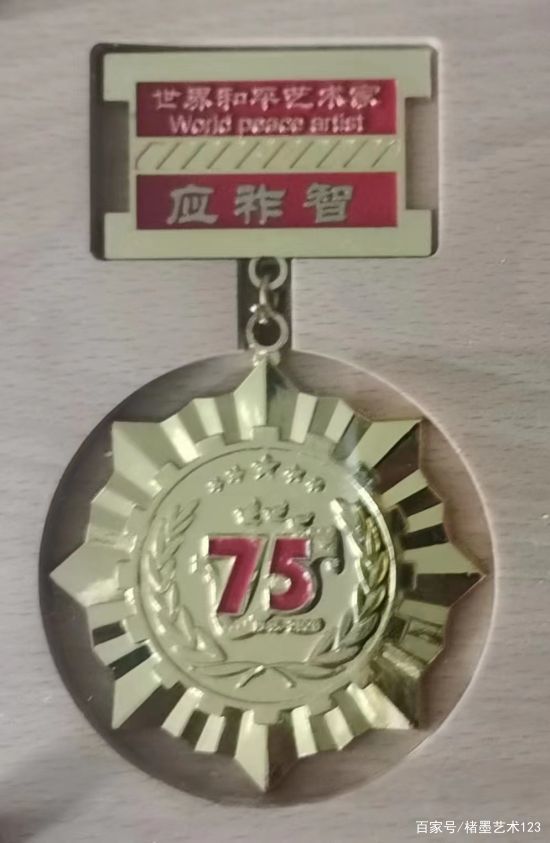 世界和平艺术家
World peace artist
应祚智
75
百家号/楮墨艺术123